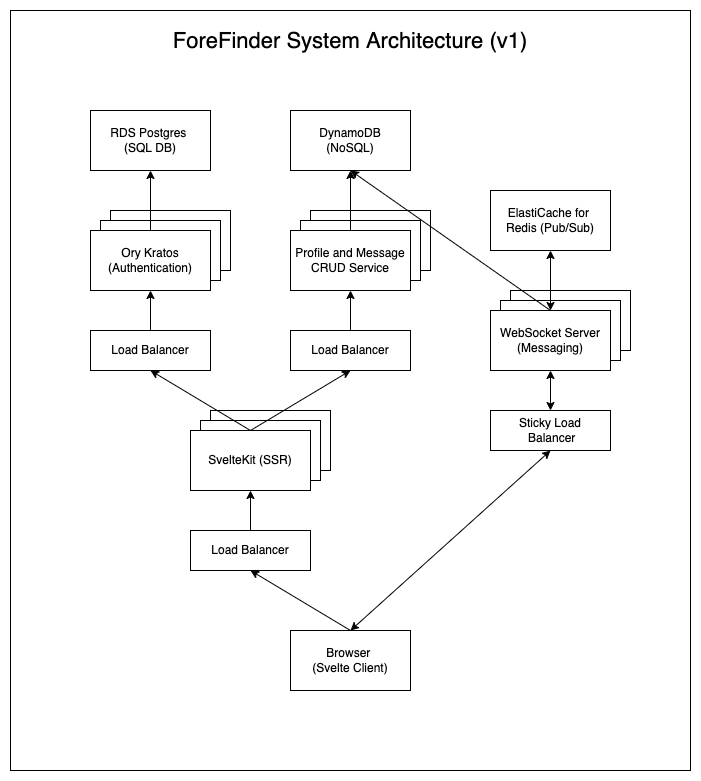 ForeFinder System Architecture (v1)
RDS Postgres
(SQL DB)
DynamoDB
(NoSQL)
ElastiCache for
Redis (Pub/Sub)
Ory Kratos
(Authentication)
Profile and Message
CRUD Service
WebSocket Server
(Messaging)
Load Balancer
Load Balancer
Sticky Load
Balancer
SvelteKit (SSR)
Load Balancer
Browser
(Svelte Client)